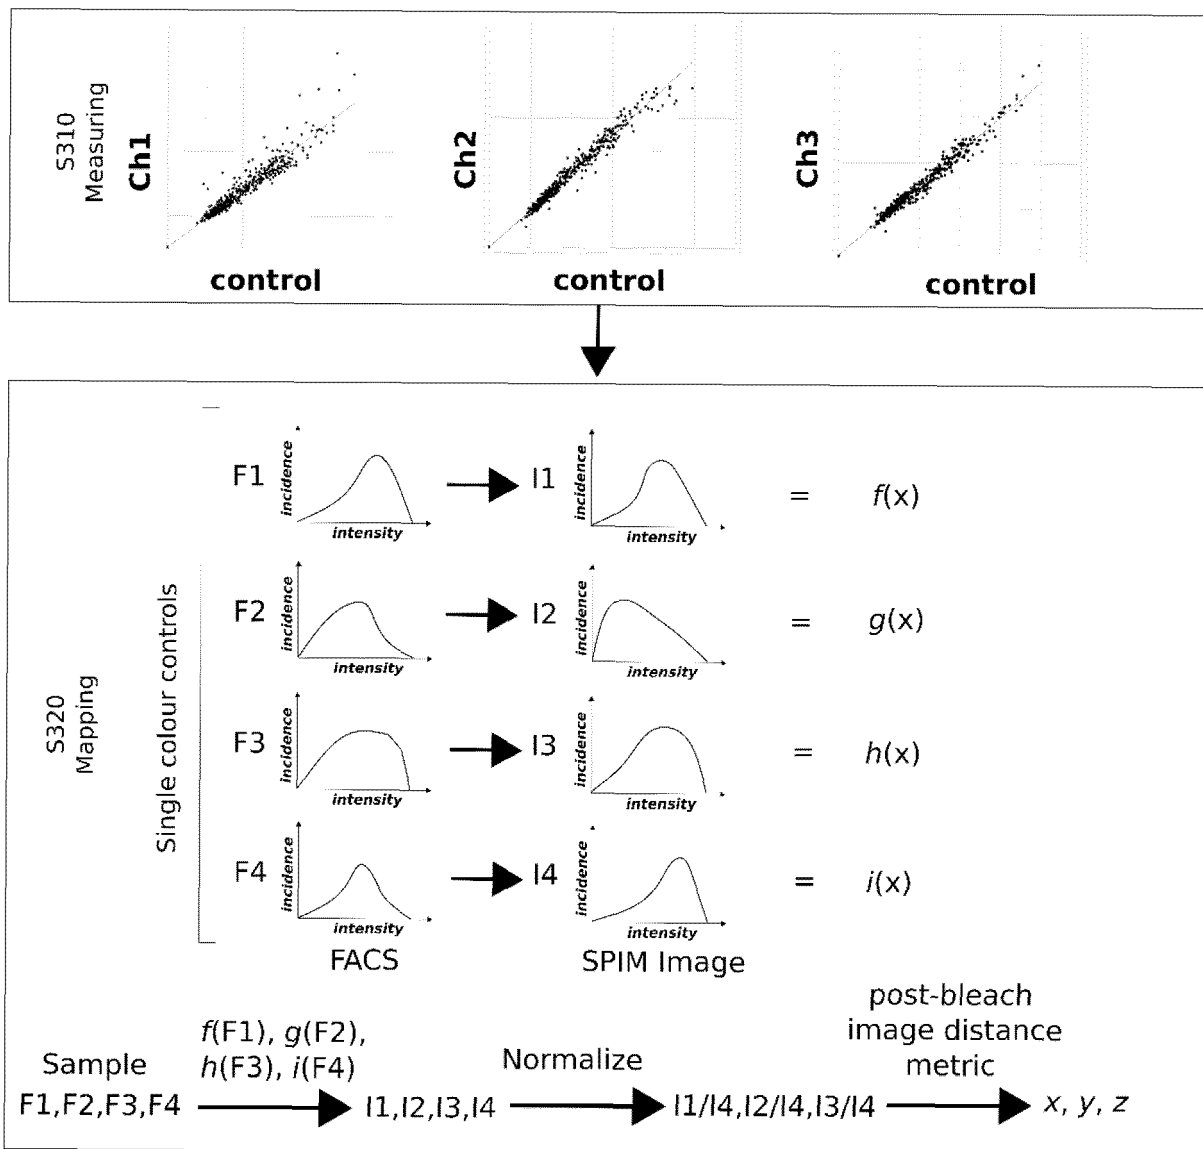 S310
Measuring
Ch1
control
Ch2
control
Ch3
control
F1
incidence
intensity
I1
incidence
intensity
=
f(x)
F2
incidence
intensity
I2
incidence
intensity
=
g(x)
F3
incidence
intensity
I3
incidence
intensity
=
h(x)
F4
incidence
intensity
I4
incidence
intensity
=
i(x)
S320
Mapping
Single colour controls
FACS
SPIM Image
Sample
F1,F2,F3,F4
f(F1), g(F2),
h(F3), i(F4)
I1,I2,I3,I4
Normalize
I1/I4,I2/I4,I3/I4
post-bleach
image distance
metric
x, y, z